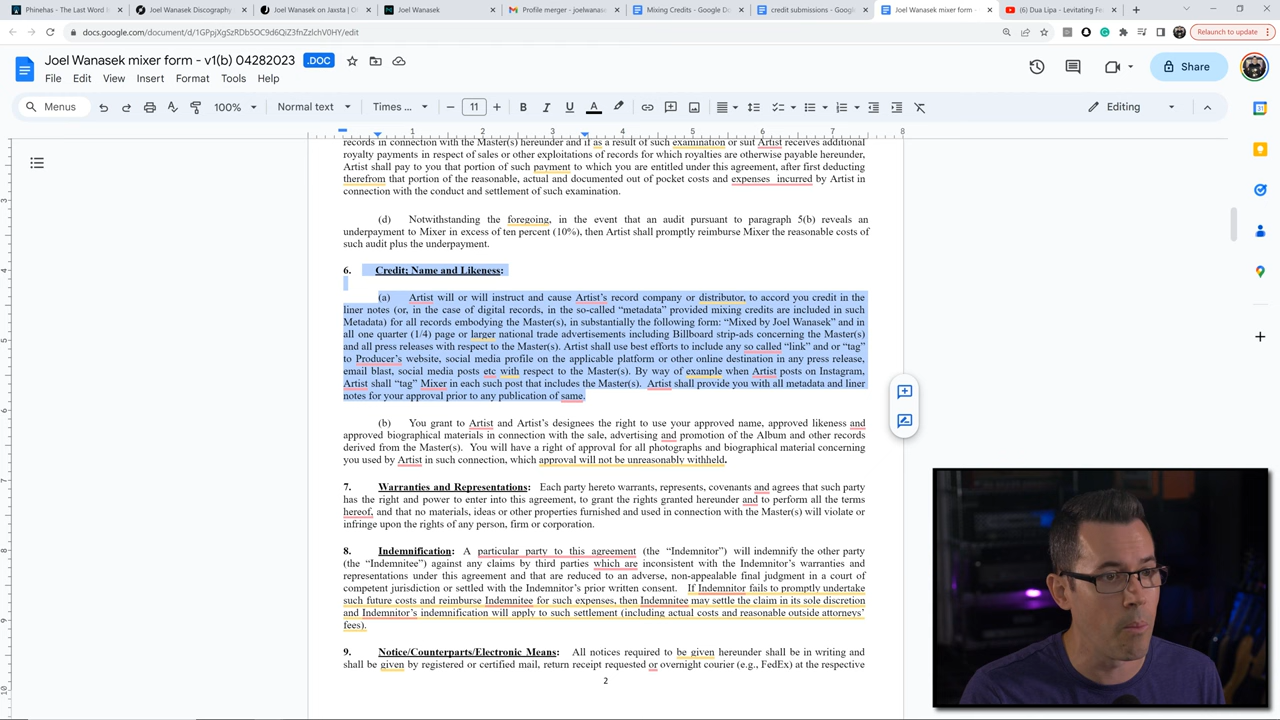 Phinehas - The Last Word Is
Joel Wanasek Discography
Joel Wanasek on Jaxsta | Of
Joel Wanasek
Profile merger - joelwanase
Mixing Credits - Google Do
credit submissions - Googl
Joel Wanasek mixer form -
(6) Dua Lipa - Levitating Fe
docs.google.com/document/d/1GPpjXgSzRDb5OC9d6QiZ3fnZzlchV0HY/edit
Relaunch to update
Joel Wanasek mixer form - v1(b) 04282023 .DOC
Share
File Edit View Insert Format Tools Help
Menus 100% Normal text Times ... 11 B I U A Editing
1 2 3 4 5 6 7 8
records in connection with the Master(s) hereunder and if as a result of such examination or suit Artist receives additional
royalty payments in respect of sales or other exploitations of records for which royalties are otherwise payable hereunder,
Artist shall pay to you that portion of such payment to which you are entitled under this agreement, after first deducting
therefrom that portion of the reasonable, actual and documented out of pocket costs and expenses incurred by Artist in
connection with the conduct and settlement of such examination.
(d) Notwithstanding the foregoing, in the event that an audit pursuant to paragraph 5(b) reveals an
underpayment to Mixer in excess of ten percent (10%), then Artist shall promptly reimburse Mixer the reasonable costs of
such audit plus the underpayment.
6. Credit; Name and Likeness:
(a) Artist will or will instruct and cause Artist's record company or distributor, to accord you credit in the
liner notes (or, in the case of digital records, in the so-called “metadata” provided mixing credits are included in such
Metadata) for all records embodying the Master(s), in substantially the following form: “Mixed by Joel Wanasek” and in
all one quarter (1/4) page or larger national trade advertisements including Billboard strip-ads concerning the Master(s)
and all press releases with respect to the Master(s). Artist shall use best efforts to include any so called “link” and or “tag”
to Producer's website, social media profile on the applicable platform or other online destination in any press release,
email blast, social media posts etc with respect to the Master(s). By way of example when Artist posts on Instagram,
Artist shall “tag” Mixer in each such post that includes the Master(s). Artist shall provide you with all metadata and liner
notes for your approval prior to any publication of same.
(b) You grant to Artist and Artist's designees the right to use your approved name, approved likeness and
approved biographical materials in connection with the sale, advertising and promotion of the Album and other records
derived from the Master(s). You will have a right of approval for all photographs and biographical material concerning
you used by Artist in such connection, which approval will not be unreasonably withheld.
7. Warranties and Representations: Each party hereto warrants, represents, covenants and agrees that such party
has the right and power to enter into this agreement, to grant the rights granted hereunder and to perform all the terms
hereof, and that no materials, ideas or other properties furnished and used in connection with the Master(s) will violate or
infringe upon the rights of any person, firm or corporation.
8. Indemnification: A particular party to this agreement (the “Indemnitor”) will indemnify the other party
(the “Indemnitee”) against any claims by third parties which are inconsistent with the Indemnitor's warranties and
representations under this agreement and that are reduced to an adverse, non-appealable final judgment in a court of
competent jurisdiction or settled with the Indemnitor's prior written consent. If Indemnitor fails to promptly undertake
such future costs and reimburse Indemnitee for such expenses, then Indemnitee may settle the claim in its sole discretion
and Indemnitor's indemnification will apply to such settlement (including actual costs and reasonable outside attorneys'
fees).
9. Notice/Counterparts/Electronic Means: All notices required to be given hereunder shall be in writing and
shall be given by registered or certified mail, return receipt requested or overnight courier (e.g., FedEx) at the respective
2